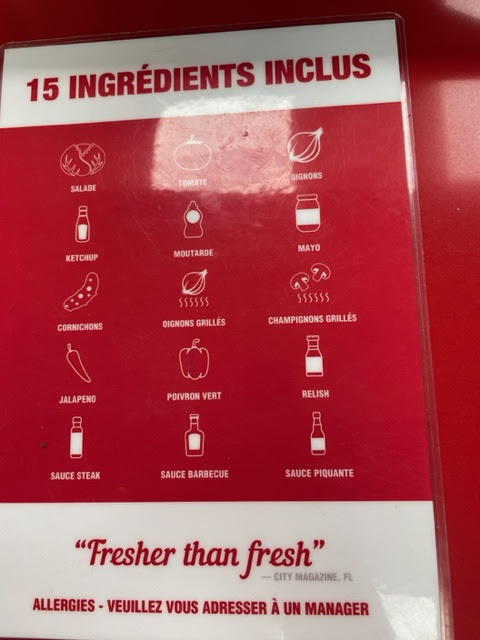 15 INGRÉDIENTS INCLUS
SALADE
TOMATE
OIGNONS
KETCHUP
MOUTARDE
MAYO
CORNICHONS
OIGNONS GRILLÉS
CHAMPIGNONS GRILLÉS
JALAPENO
POIVRON VERT
RELISH
SAUCE STEAK
SAUCE BARBECUE
SAUCE PIQUANTE
“Fresher than fresh”
— CITY MAGAZINE, FL
ALLERGIES - VEUILLEZ VOUS ADRESSER À UN MANAGER